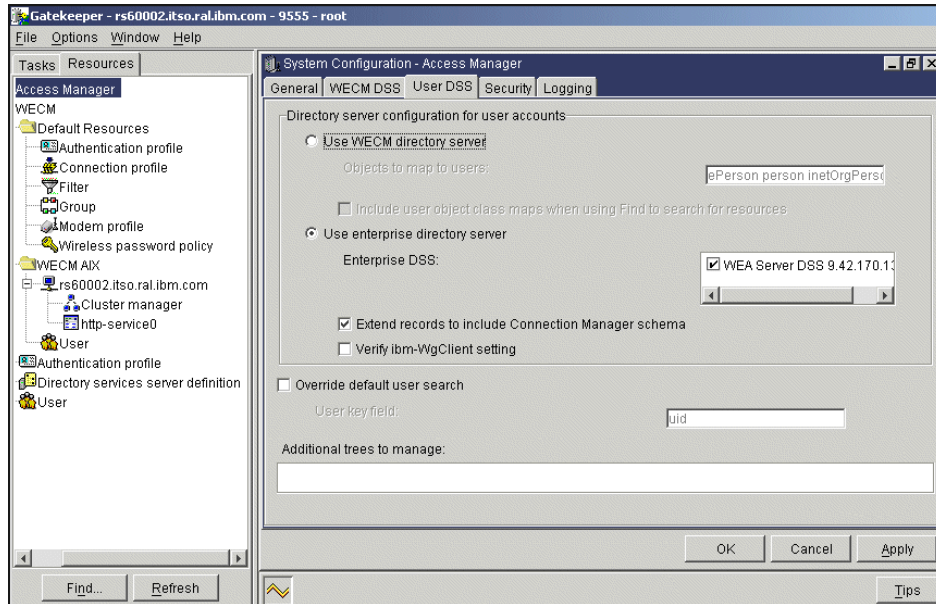 Gatekeeper - rs60002.itso.ral.ibm.com - 9555 - root
File Options Window Help
Tasks Resources
Access Manager
WECM
Default Resources
Authentication profile
Connection profile
Filter
Group
Modem profile
Wireless password policy
WECM AIX
rs60002.itso.ral.ibm.com
Cluster manager
http-service0
User
Authentication profile
Directory services server definition
User
Find... Refresh
System Configuration - Access Manager
General WECM DSS User DSS Security Logging
Directory server configuration for user accounts
Use WECM directory server
Objects to map to users: ePerson person inetOrgPerso
Include user object class maps when using Find to search for resources
Use enterprise directory server
Enterprise DSS: WEA Server DSS 9.42.170.13
Extend records to include Connection Manager schema
Verify ibm-WgClient setting
Override default user search
User key field: uid
Additional trees to manage:
OK Cancel Apply
Tips